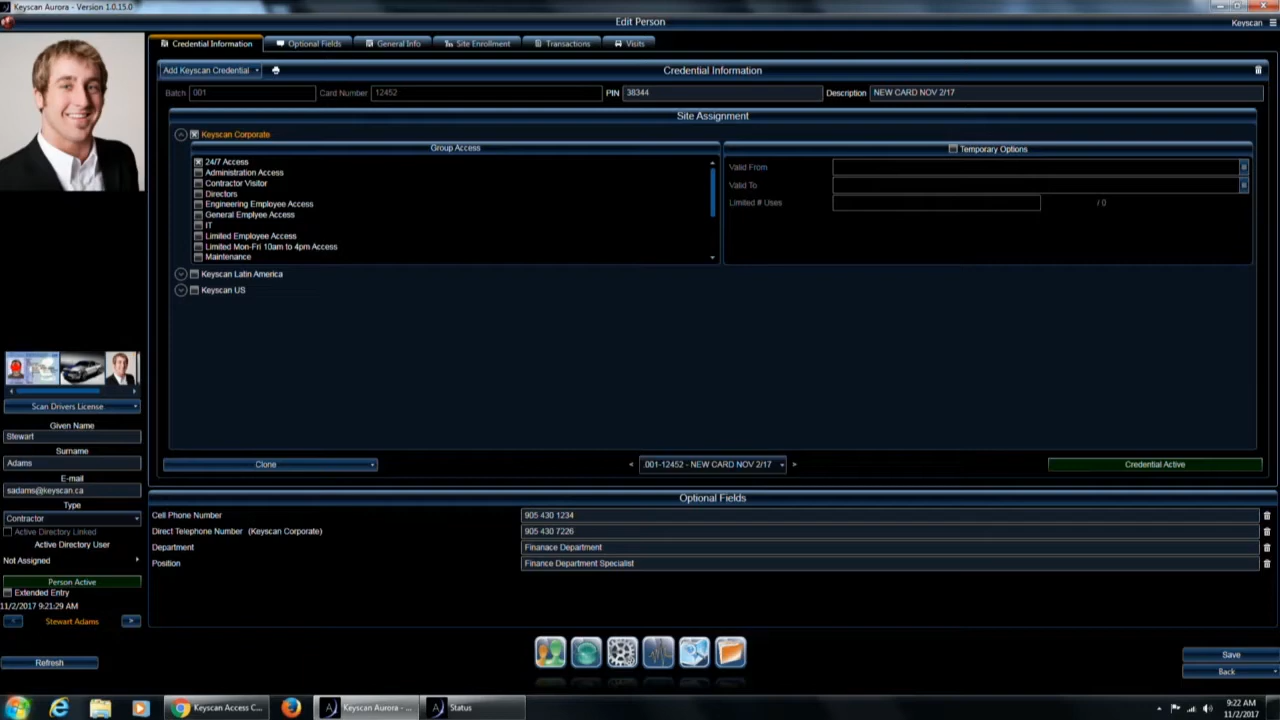 Keyscan Aurora - Version 1.0.15.0
Edit Person
Keyscan
Credential Information
Optional Fields
General Info
Site Enrollment
Transactions
Visits
Add Keyscan Credential
Credential Information
Batch 001
Card Number 12452
PIN 38344
Description NEW CARD NOV 2/17
Site Assignment
Keyscan Corporate
Group Access
24/7 Access
Administration Access
Contractor Visitor
Directors
Engineering Employee Access
General Emplyee Access
IT
Limited Employee Access
Limited Mon-Fri 10am to 4pm Access
Maintenance
Temporary Options
Valid From
Valid To
Limited # Uses / 0
Keyscan Latin America
Keyscan US
Clone
< .001-12452 - NEW CARD NOV 2/17 >
Credential Active
Scan Drivers License
Given Name
Stewart
Surname
Adams
E-mail
sadams@keyscan.ca
Type
Contractor
Active Directory Linked
Active Directory User
Not Assigned
Person Active
Extended Entry
11/2/2017 9:21:29 AM
< Stewart Adams >
Refresh
Optional Fields
Cell Phone Number 905 430 1234
Direct Telephone Number (Keyscan Corporate) 905 430 7226
Department Finanace Department
Position Finance Department Specialist
Save
Back
Keyscan Access C...
Keyscan Aurora - ...
Status
9:22 AM
11/2/2017